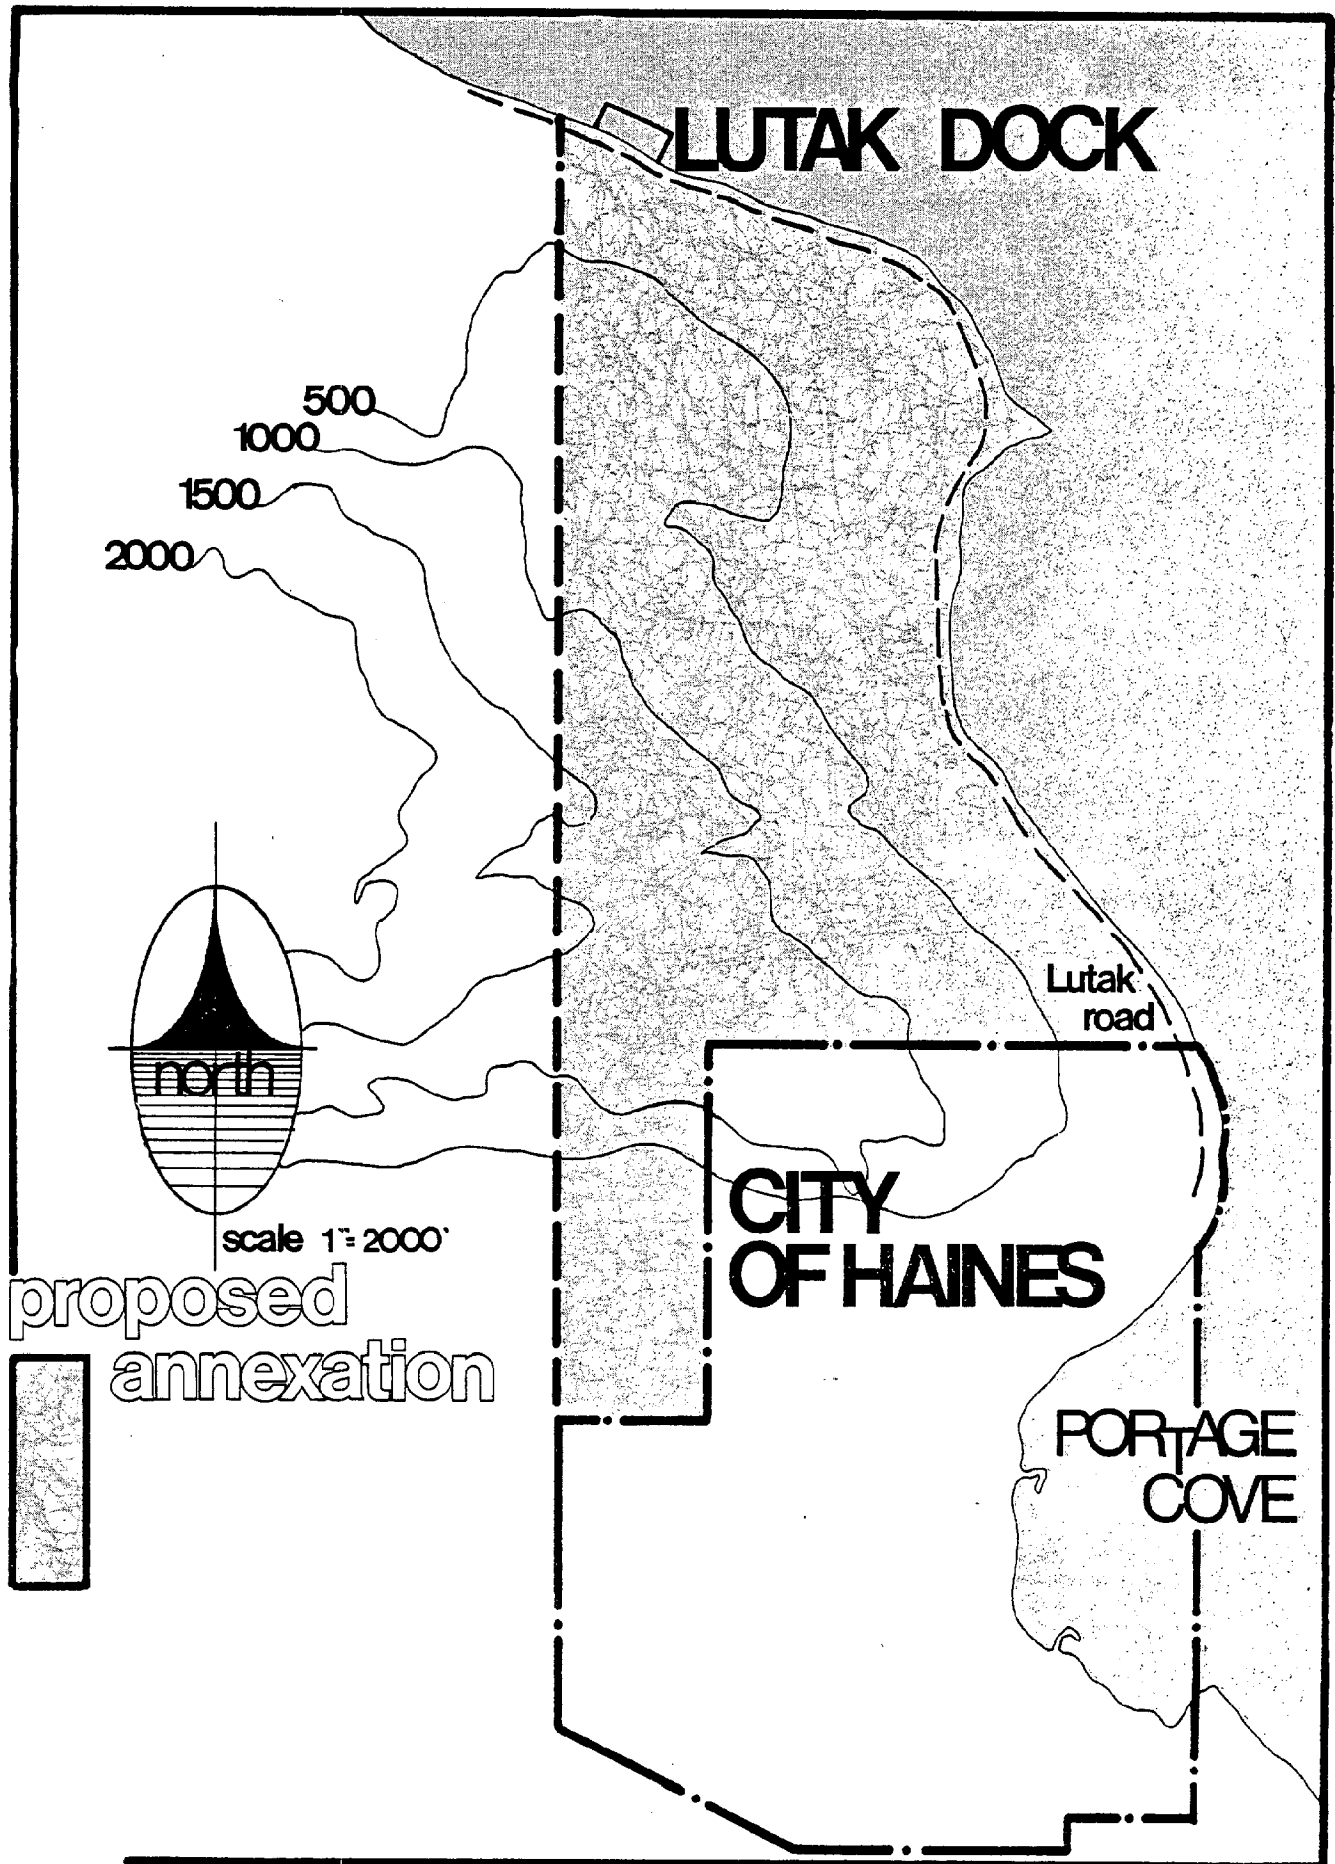 LUTAK DOCK
500
1000
1500
2000
Lutak
road
north
CITY
OF HAINES
scale 1"= 2000'
proposed
annexation
PORTAGE
COVE